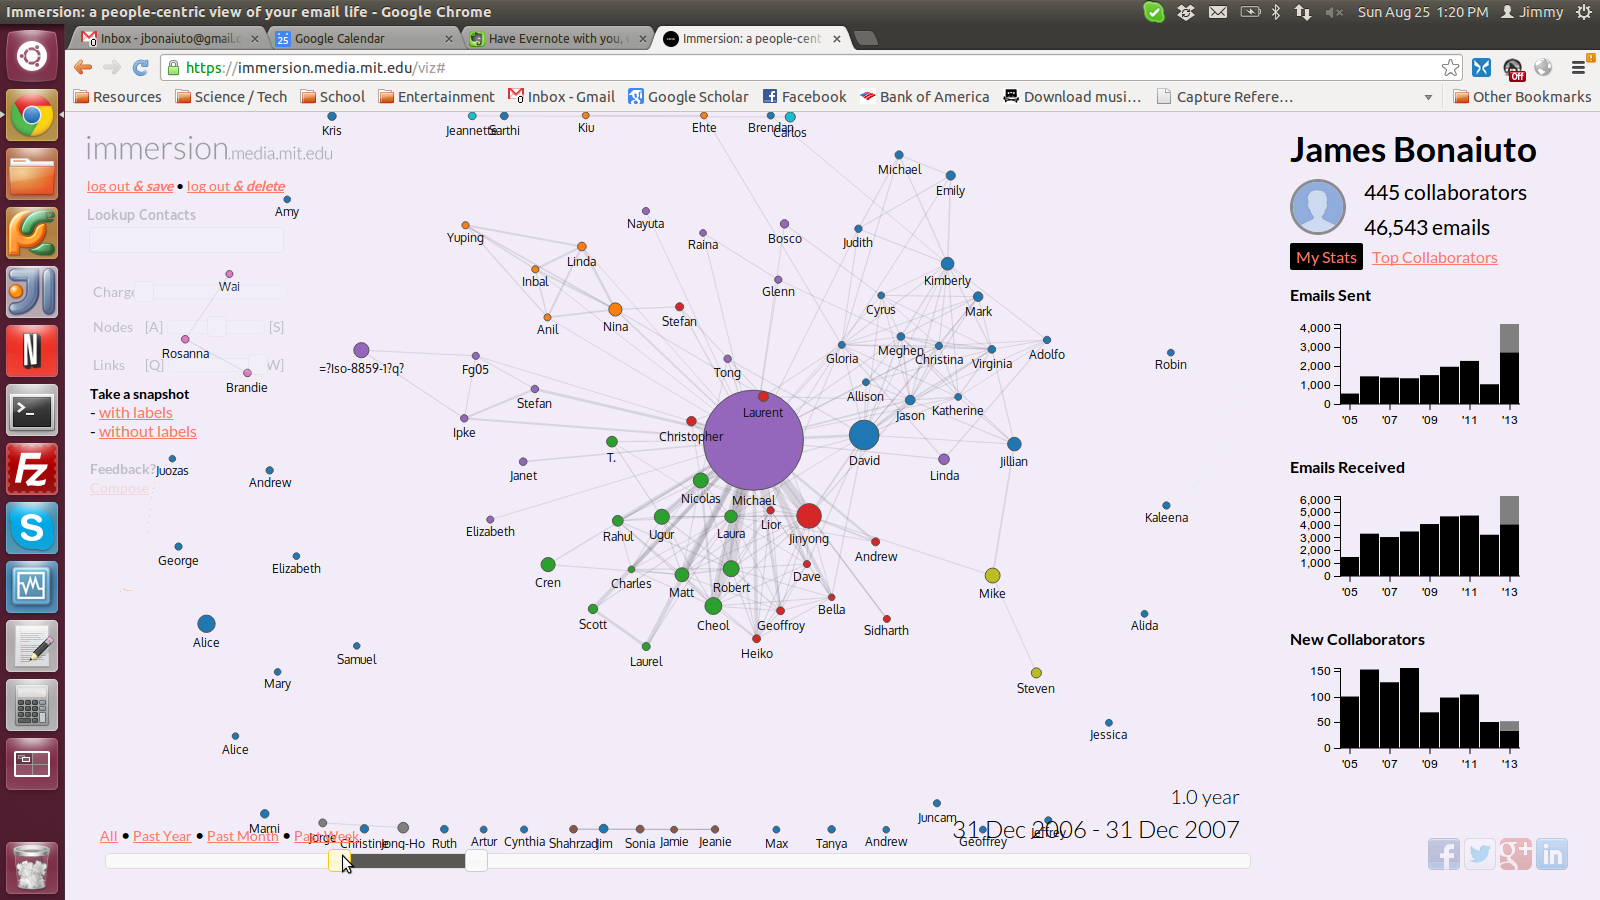 Immersion: a people-centric view of your email life - Google Chrome
Sun Aug 25 1:20 PM Jimmy
Inbox - jbonaiuto@gmail.c
Google Calendar
Have Evernote with you,
Immersion: a people-cent
https://immersion.media.mit.edu/viz#
Off
Resources Science / Tech School Entertainment Inbox - Gmail Google Scholar Facebook Bank of America Download musi... Capture Refere... Other Bookmarks
immersion.media.mit.edu
log out & save • log out & delete
Lookup Contacts
Charge
Nodes [A] [S]
Links [Q] W]
Take a snapshot
- with labels
- without labels
Feedback?
Compose
Kris
Jeannette
Sarthi
Kiu
Ehte
Brendan
Carlos
Michael
Emily
Amy
Yuping
Nayuta
Raina
Bosco
Judith
Linda
Inbal
Glenn
Kimberly
Wai
Anil
Nina
Stefan
Cyrus
Mark
Rosanna
=?Iso-8859-1?q?
Fg05
Tong
Gloria
Meghen
Christina
Virginia
Adolfo
Robin
Brandie
Stefan
Allison
Laurent
Jason
Katherine
Ipke
Christopher
T.
David
Jillian
Juozas
Andrew
Janet
Linda
Nicolas
Michael
Kaleena
Elizabeth
Rahul
Ugur
Laura
Lior
Jinyong
George
Elizabeth
Andrew
Cren
Charles
Matt
Robert
Dave
Mike
Bella
Alice
Scott
Cheol
Geoffroy
Sidharth
Alida
Samuel
Laurel
Heiko
Mary
Steven
Alice
Jessica
Marni
Jorge
Christine
Jong-Ho
Ruth
Artur
Cynthia
Shahrzad
Jim
Sonia
Jamie
Jeanie
Max
Tanya
Andrew
Juncam
Geoffroy
Jeffrey
All • Past Year • Past Month • Past Week
1.0 year
31 Dec 2006 - 31 Dec 2007
James Bonaiuto
445 collaborators
46,543 emails
My Stats Top Collaborators
Emails Sent
4,000
3,000
2,000
1,000
0
'05 '07 '09 '11 '13
Emails Received
6,000
5,000
4,000
3,000
2,000
1,000
0
'05 '07 '09 '11 '13
New Collaborators
150
100
50
0
'05 '07 '09 '11 '13